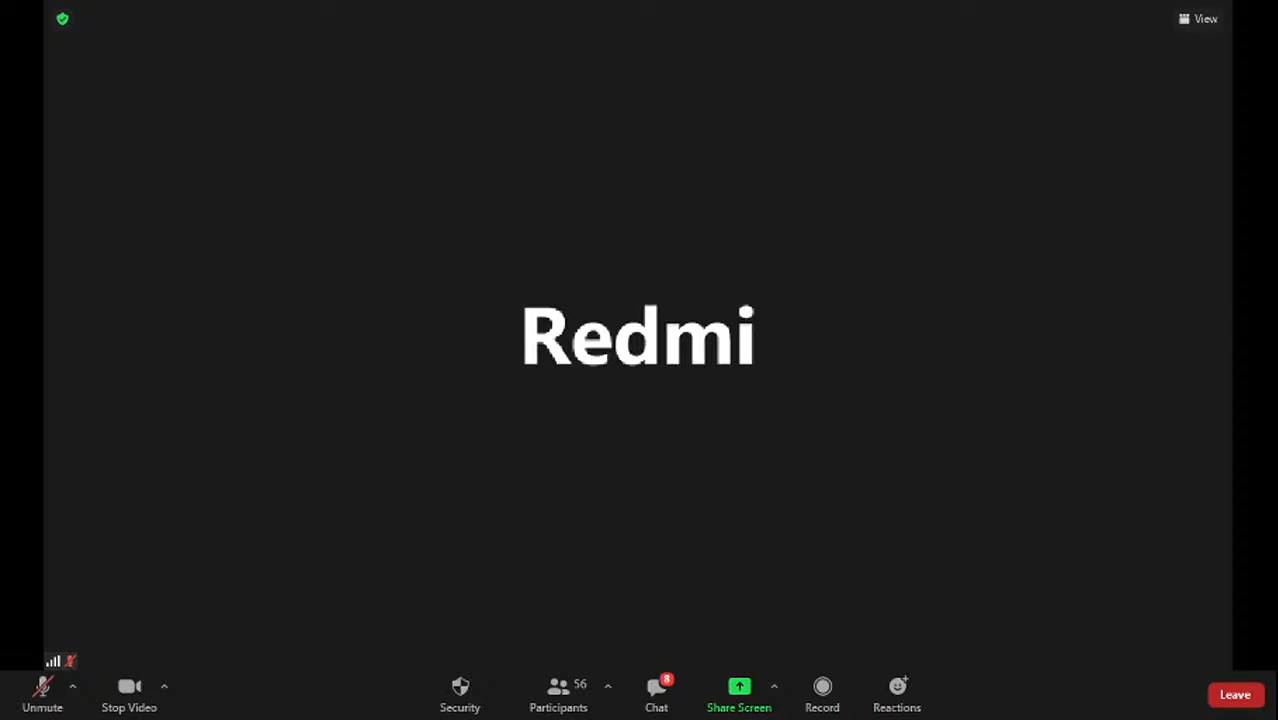 View
Redmi
56
8
Unmute
Stop Video
Security
Participants
Chat
Share Screen
Record
Reactions
Leave